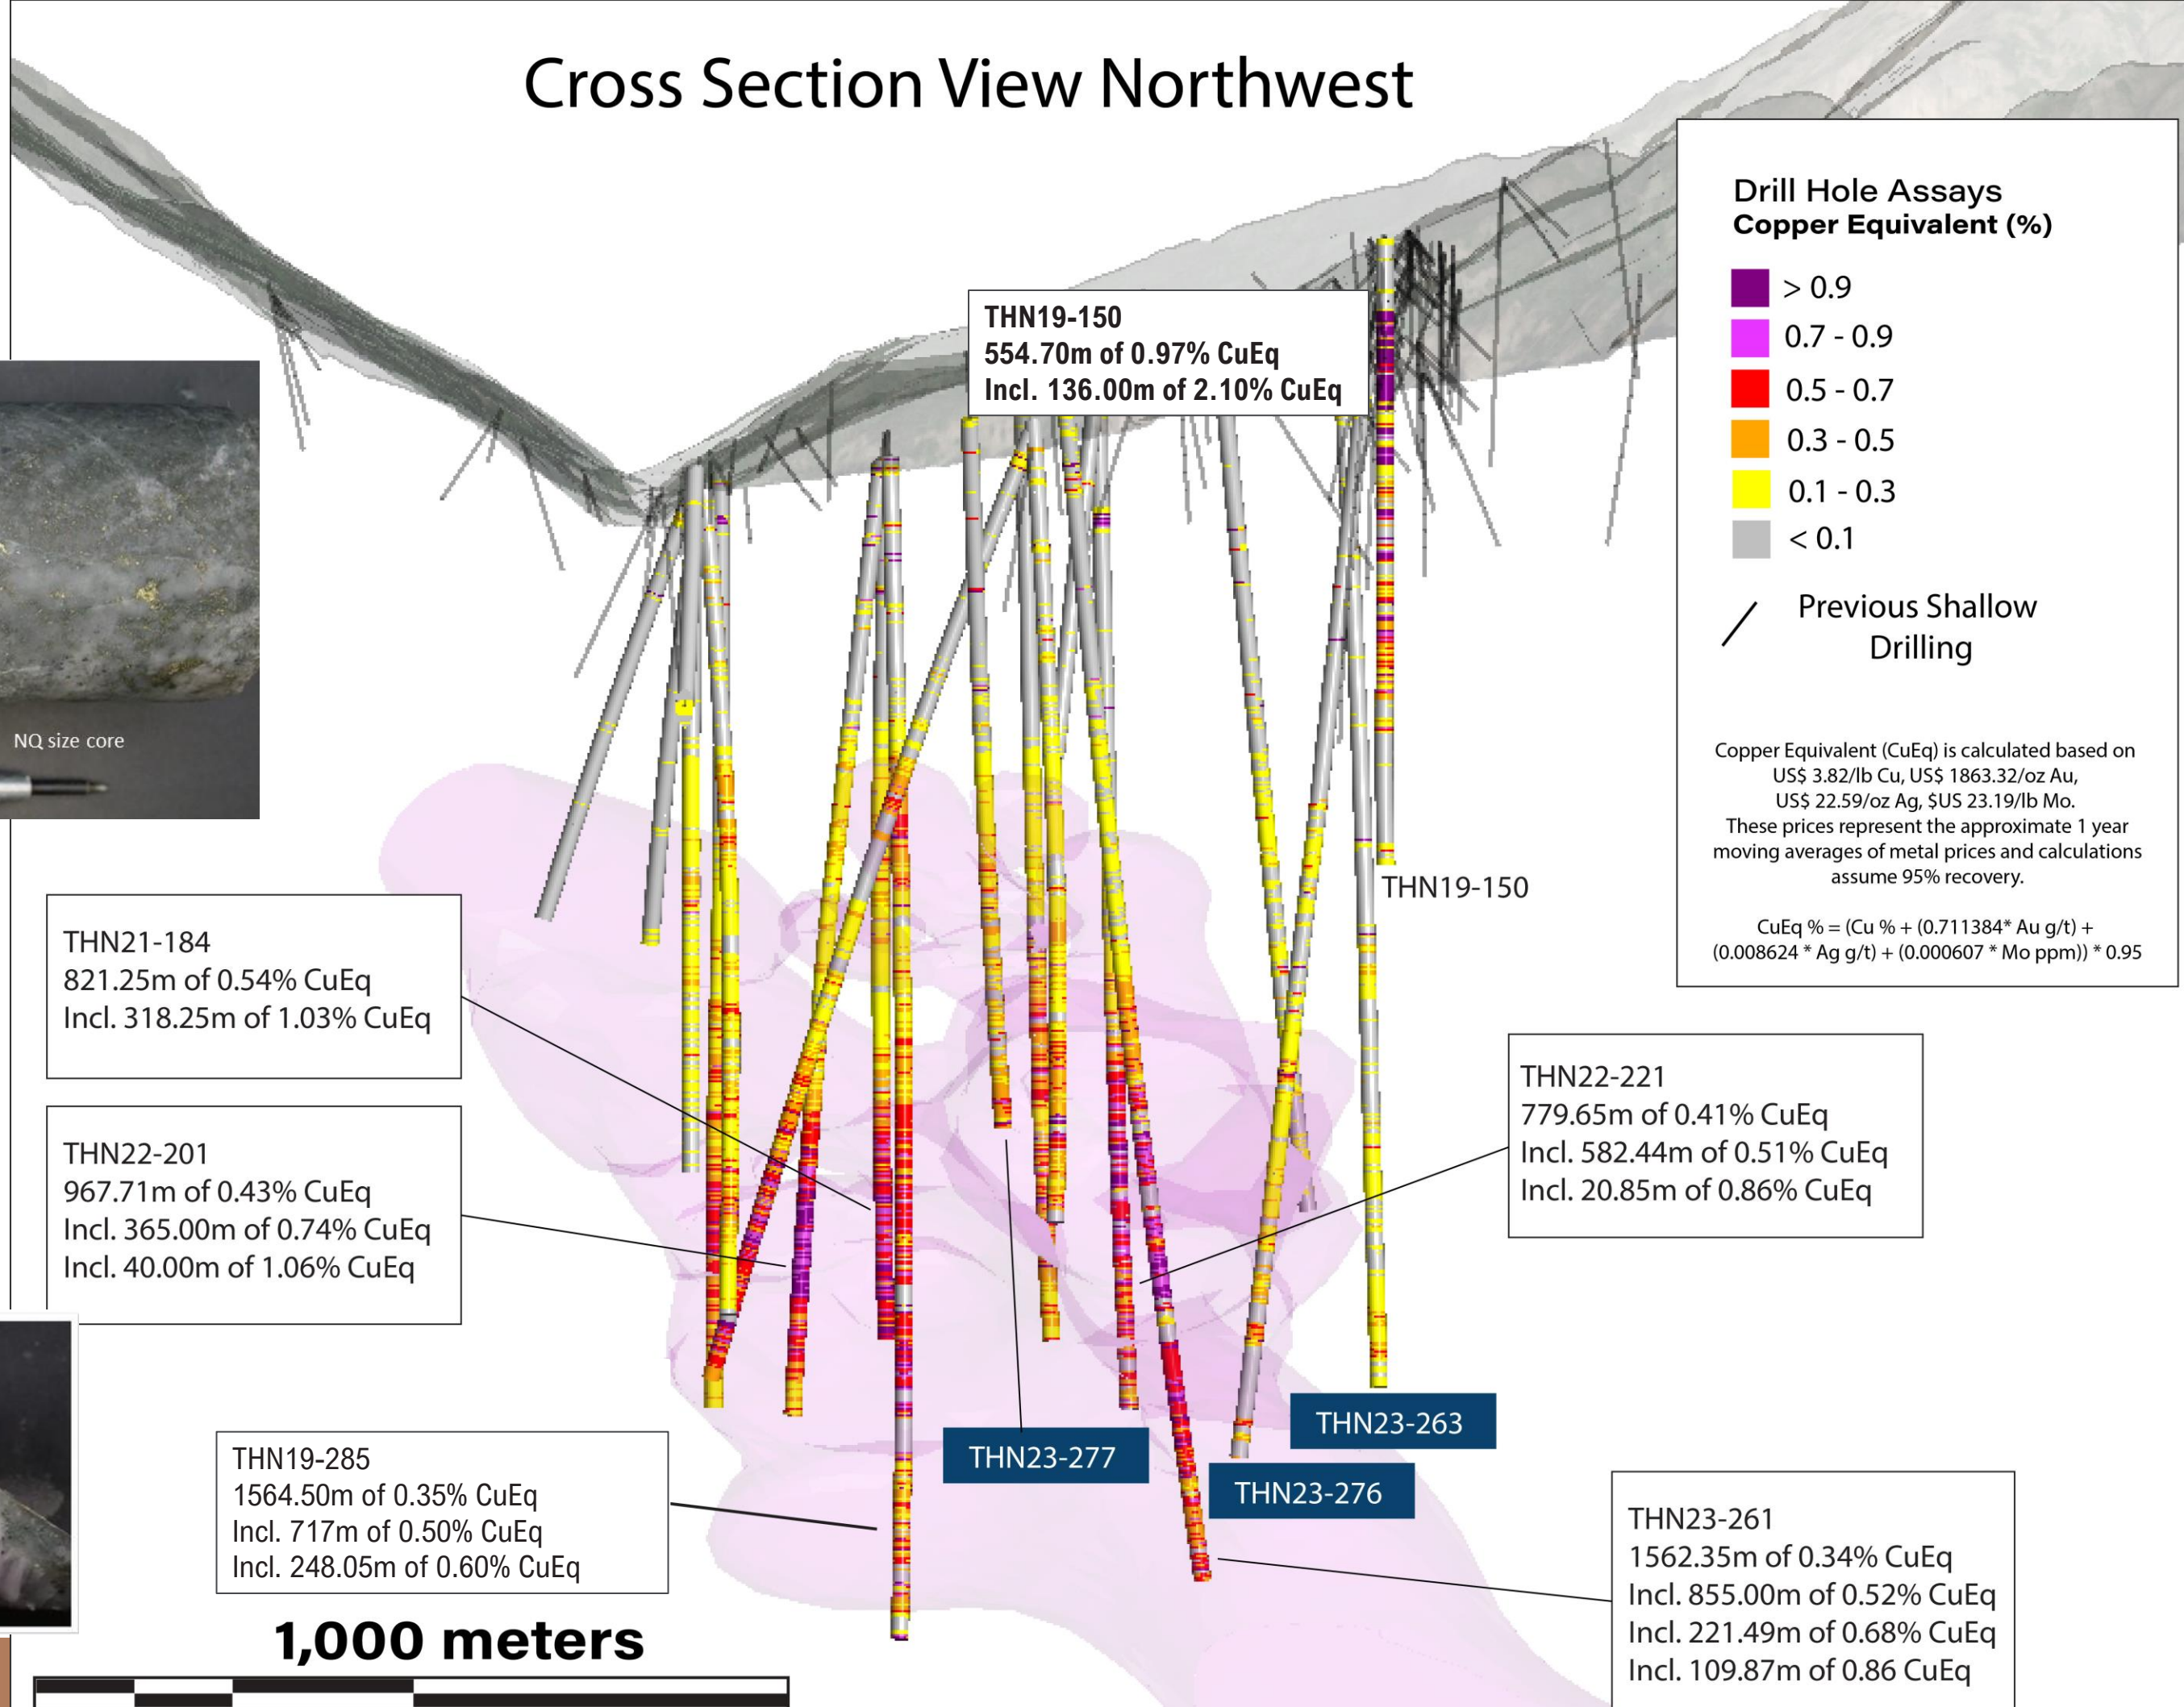 Cross Section View Northwest
THN19-150
554.70m of 0.97% CuEq
Incl. 136.00m of 2.10% CuEq
Drill Hole Assays
Copper Equivalent (%)
> 0.9
0.7 - 0.9
0.5 - 0.7
0.3 - 0.5
0.1 - 0.3
< 0.1
Previous Shallow
Drilling
Copper Equivalent (CuEq) is calculated based on
US$ 3.82/lb Cu, US$ 1863.32/oz Au,
US$ 22.59/oz Ag, $US 23.19/lb Mo.
These prices represent the approximate 1 year
moving averages of metal prices and calculations
assume 95% recovery.
CuEq % = (Cu % + (0.711384* Au g/t) +
(0.008624 * Ag g/t) + (0.000607 * Mo ppm)) * 0.95
NQ size core
THN19-150
THN21-184
821.25m of 0.54% CuEq
Incl. 318.25m of 1.03% CuEq
THN22-201
967.71m of 0.43% CuEq
Incl. 365.00m of 0.74% CuEq
Incl. 40.00m of 1.06% CuEq
THN22-221
779.65m of 0.41% CuEq
Incl. 582.44m of 0.51% CuEq
Incl. 20.85m of 0.86% CuEq
THN23-263
THN23-277
THN23-276
THN19-285
1564.50m of 0.35% CuEq
Incl. 717m of 0.50% CuEq
Incl. 248.05m of 0.60% CuEq
THN23-261
1562.35m of 0.34% CuEq
Incl. 855.00m of 0.52% CuEq
Incl. 221.49m of 0.68% CuEq
Incl. 109.87m of 0.86 CuEq
1,000 meters